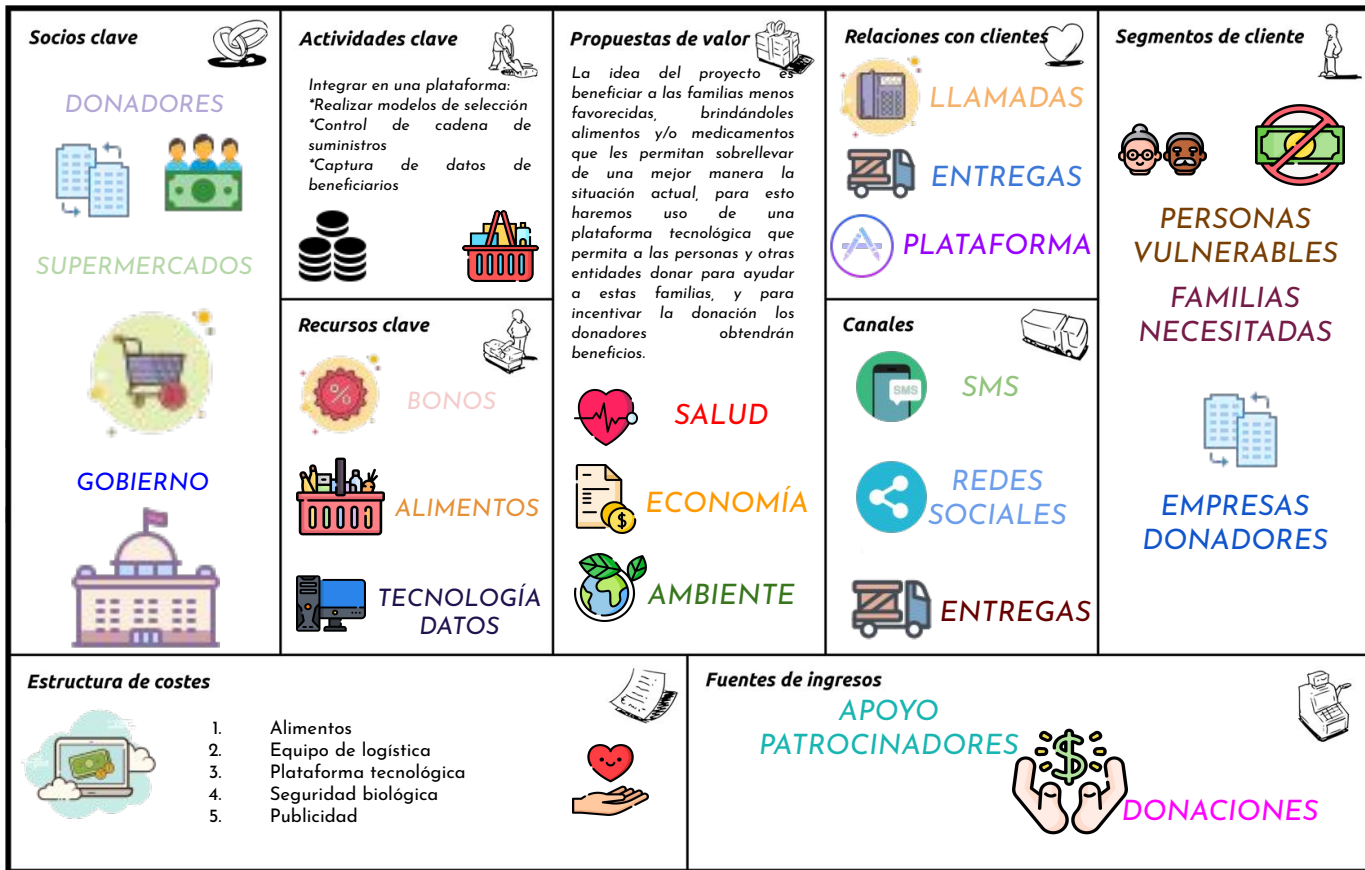 Socios clave
DONADORES
SUPERMERCADOS
GOBIERNO
Actividades clave
Integrar en una plataforma:
*Realizar modelos de selección
*Control de cadena de
suministros
*Captura de datos de
beneficiarios
Recursos clave
%
BONOS
ALIMENTOS
TECNOLOGÍA
DATOS
Propuestas de valor
La idea del proyecto es
beneficiar a las familias menos
favorecidas, brindándoles
alimentos y/o medicamentos
que les permitan sobrellevar
de una mejor manera la
situación actual, para esto
haremos uso de una
plataforma tecnológica que
permita a las personas y otras
entidades donar para ayudar
a estas familias, y para
incentivar la donación los
donadores obtendrán
beneficios.
SALUD
$
ECONOMÍA
AMBIENTE
Relaciones con clientes
LLAMADAS
ENTREGAS
PLATAFORMA
Canales
SMS
SMS
REDES
SOCIALES
ENTREGAS
Segmentos de cliente
PERSONAS
VULNERABLES
FAMILIAS
NECESITADAS
EMPRESAS
DONADORES
Estructura de costes
1. Alimentos
2. Equipo de logística
3. Plataforma tecnológica
4. Seguridad biológica
5. Publicidad
Fuentes de ingresos
APOYO
PATROCINADORES
$
DONACIONES